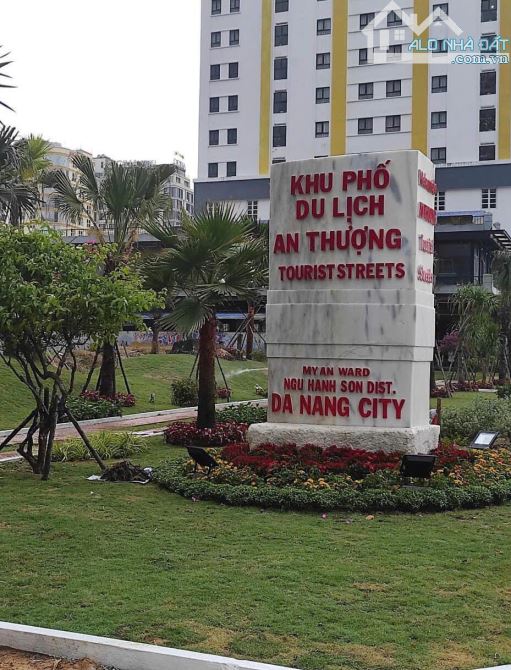 ALO NHÀ ĐẤT
.com.vn
KHU PHỐ
DU LỊCH
AN THƯỢNG
TOURIST STREETS
MY AN WARD
NGU HANH SON DIST.
DA NANG CITY